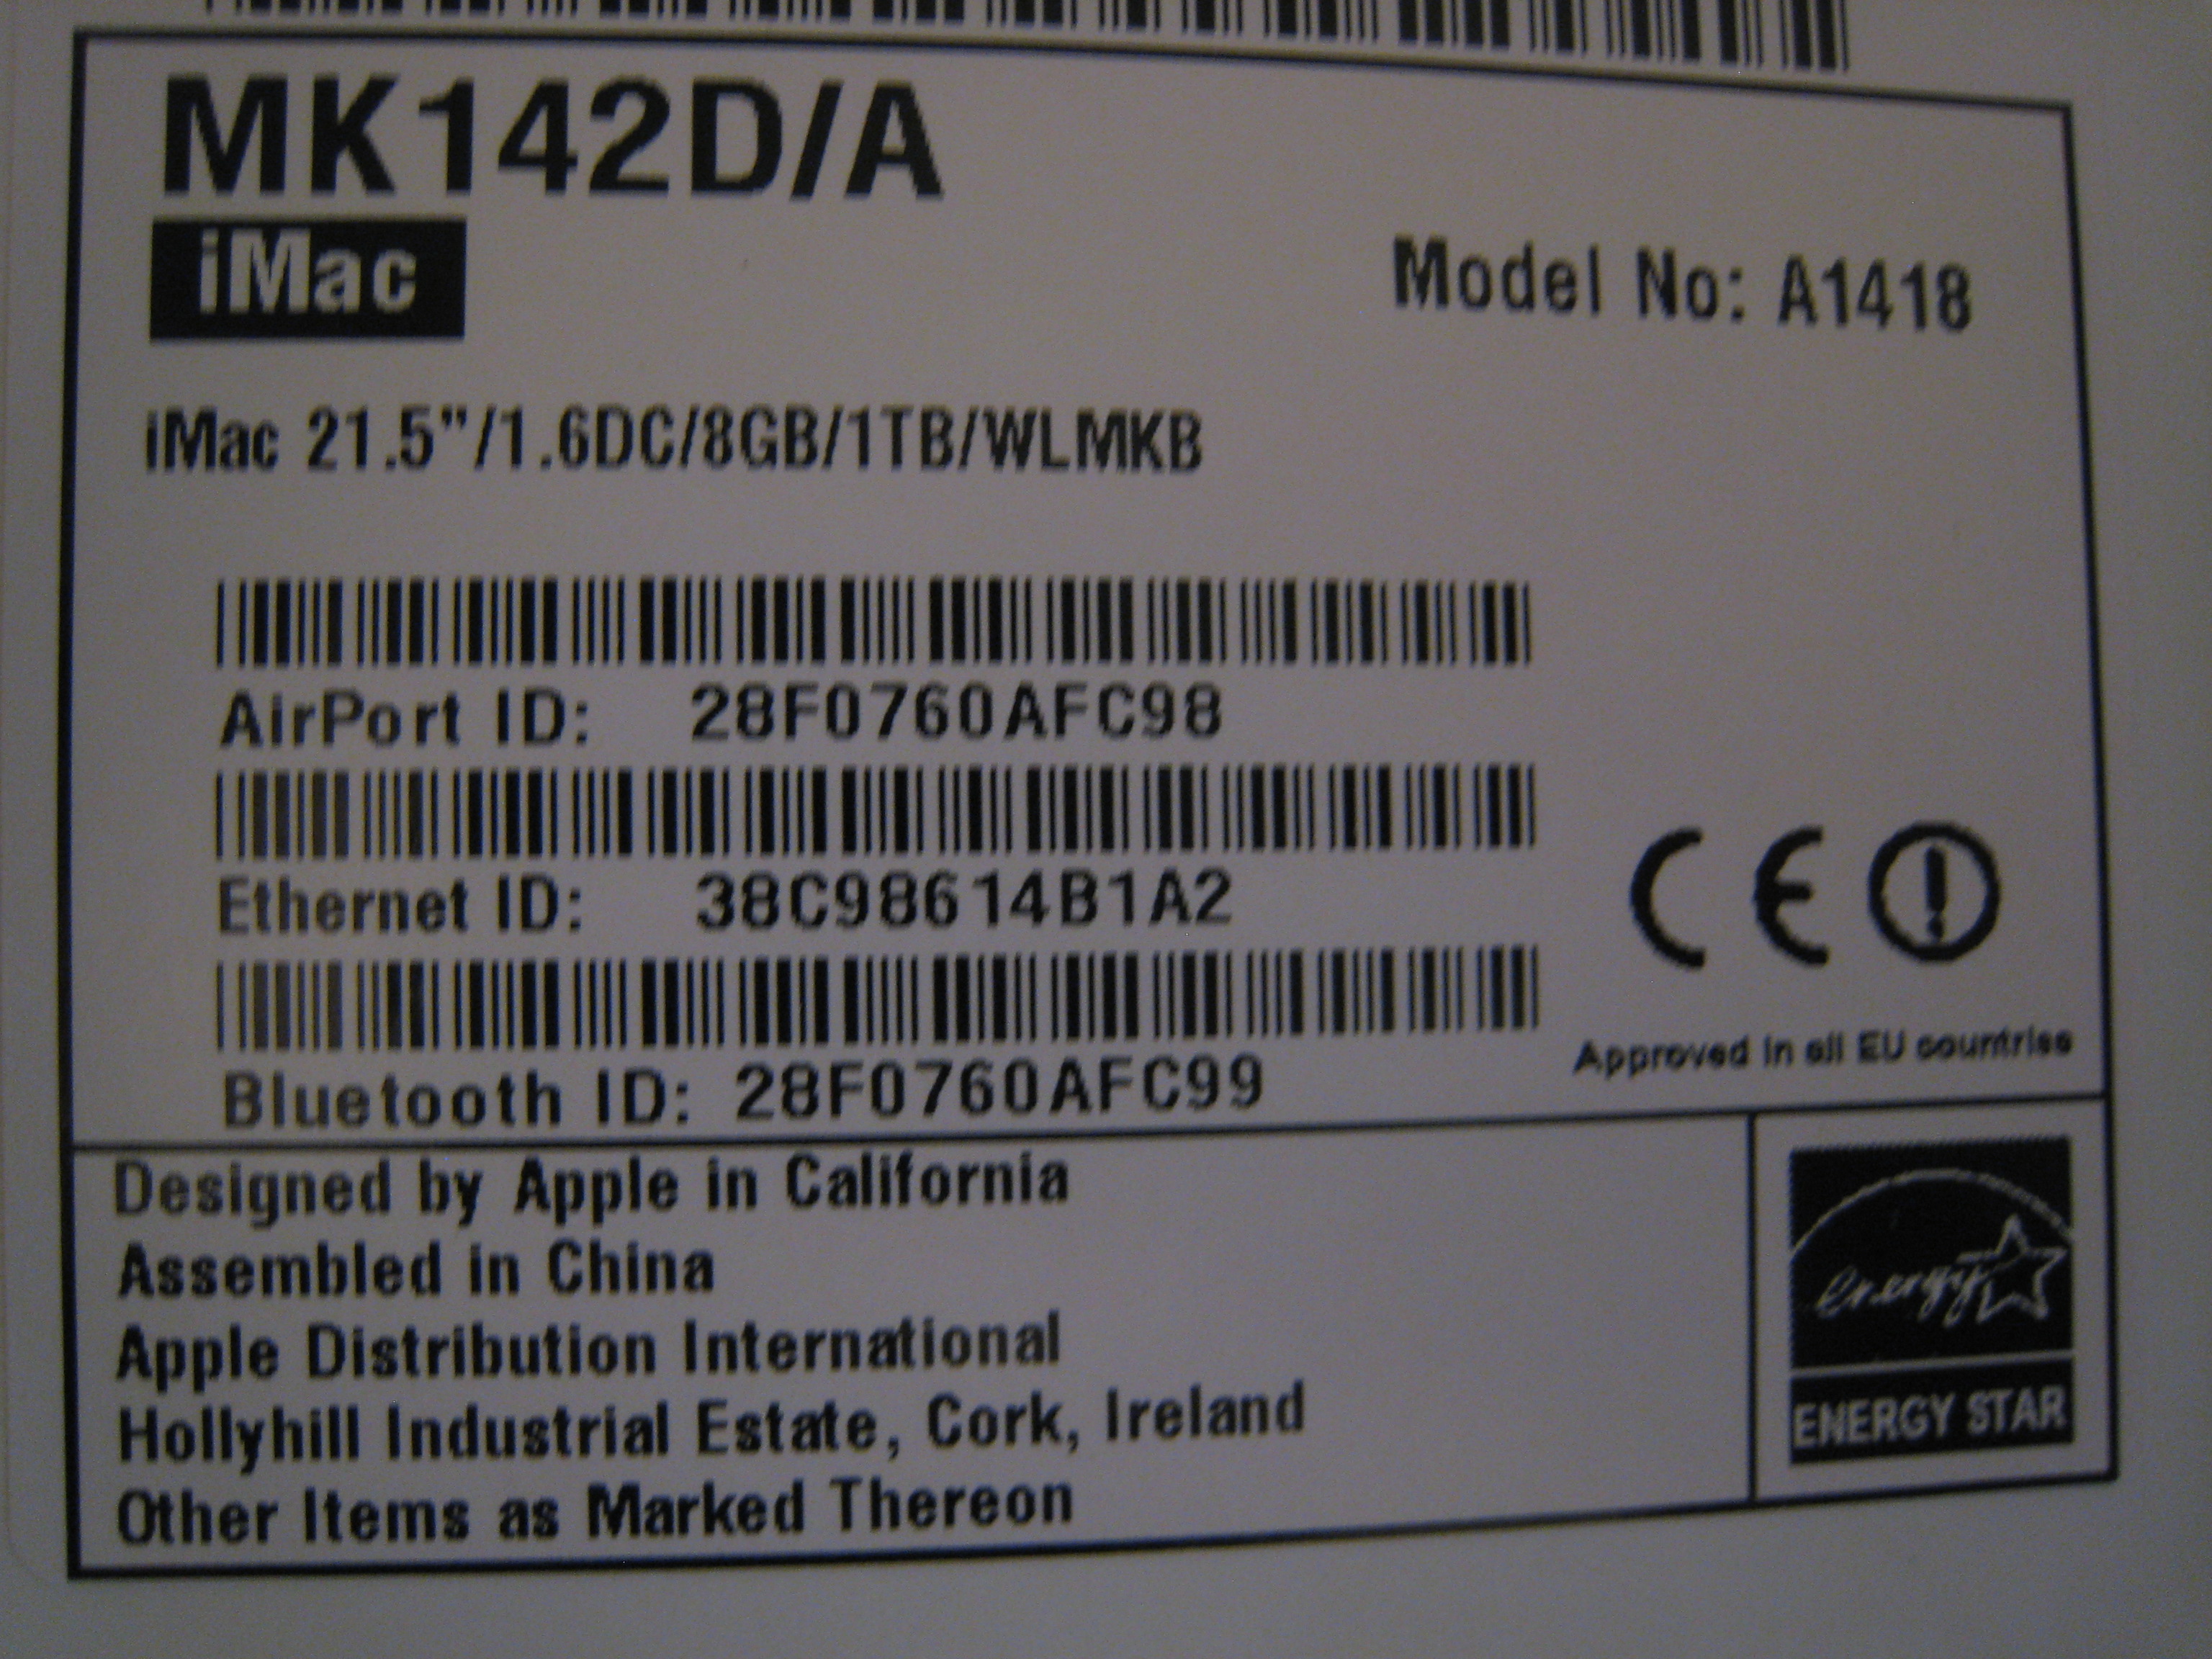 MK142D/A
iMac
Model No: A1418
iMac 21.5"/1.6DC/8GB/1TB/WLMKB
AirPort ID: 28F0760AFC98
Ethernet ID: 38C98614B1A2
Bluetooth ID: 28F0760AFC99
CE
Approved in all EU countries
Designed by Apple in California
Assembled in China
Apple Distribution International
Hollyhill Industrial Estate, Cork, Ireland
Other Items as Marked Thereon
energy
ENERGY STAR